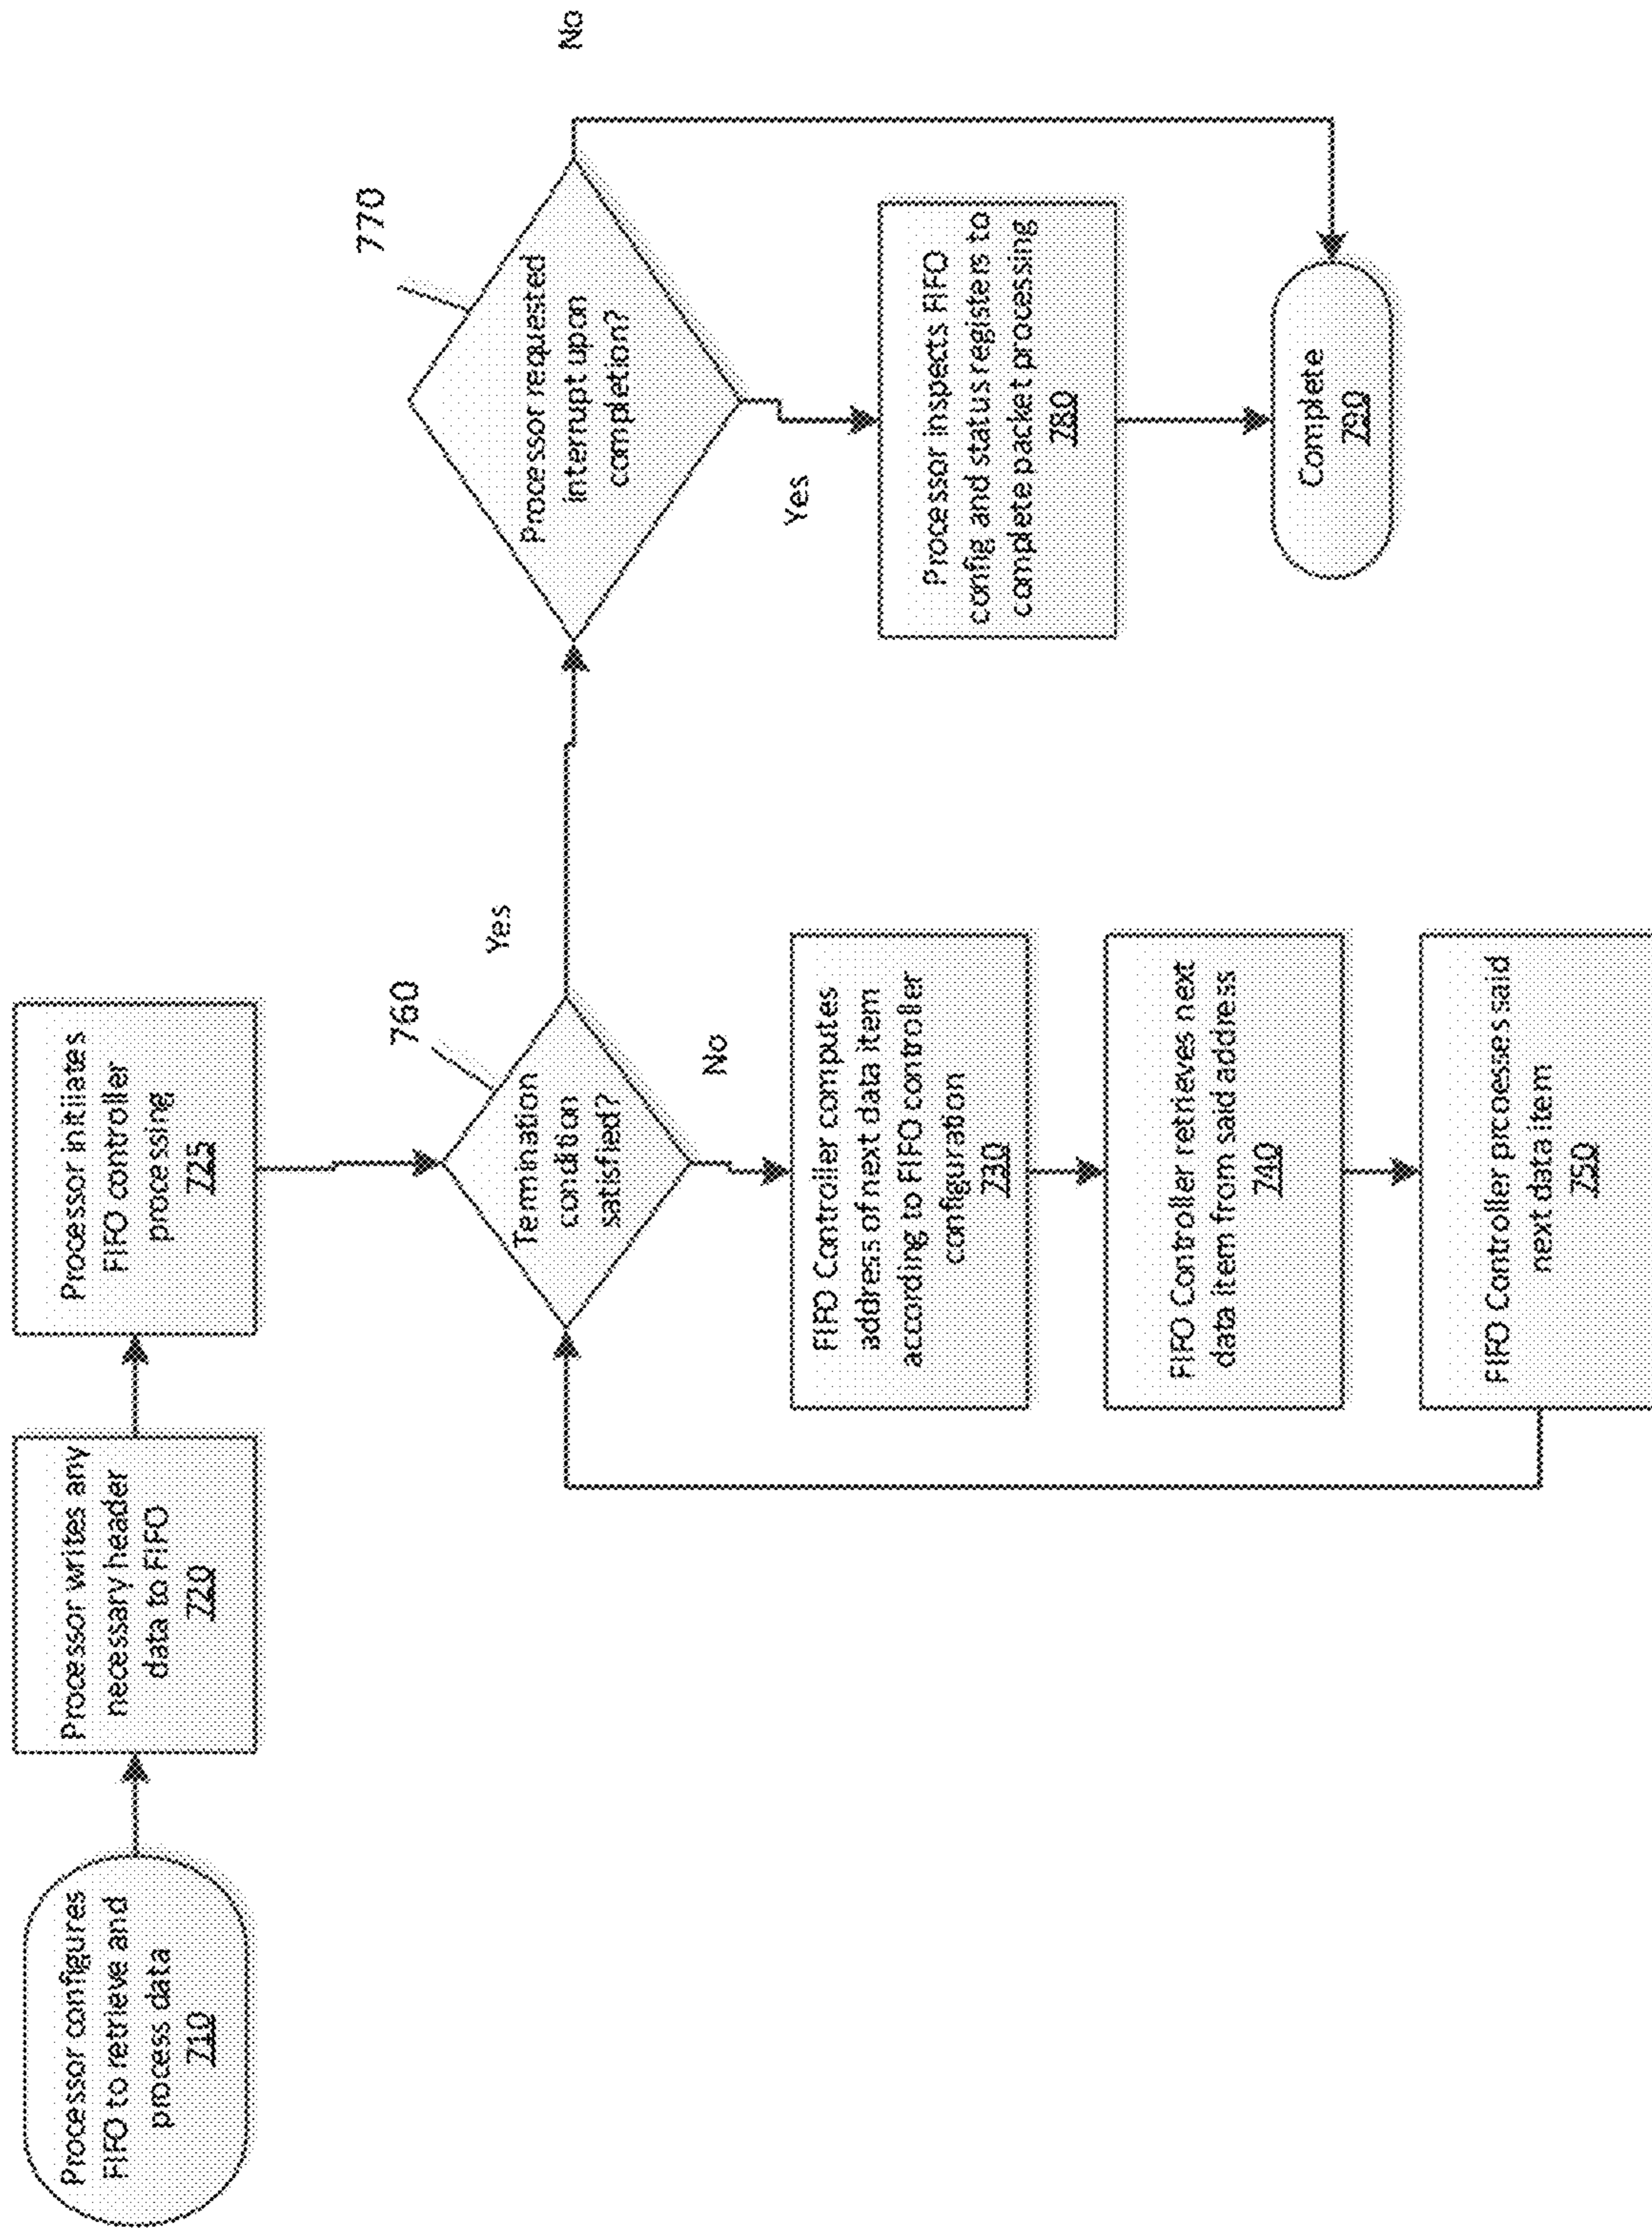 Processor configures
FIFO to retrieve and
process data
710
Processor writes any
necessary header
data to FIFO
720
Processor initiates
FIFO controller
processing
725
760
Termination
condition
satisfied?
Yes
No
FIFO Controller computes
address of next data item
according to FIFO controller
configuration
730
FIFO Controller retrieves next
data item from said address
740
FIFO Controller processes said
next data item
750
770
Processor requested
interrupt upon
completion?
No
Yes
Processor inspects FIFO
config and status registers to
complete packet processing
780
Complete
790